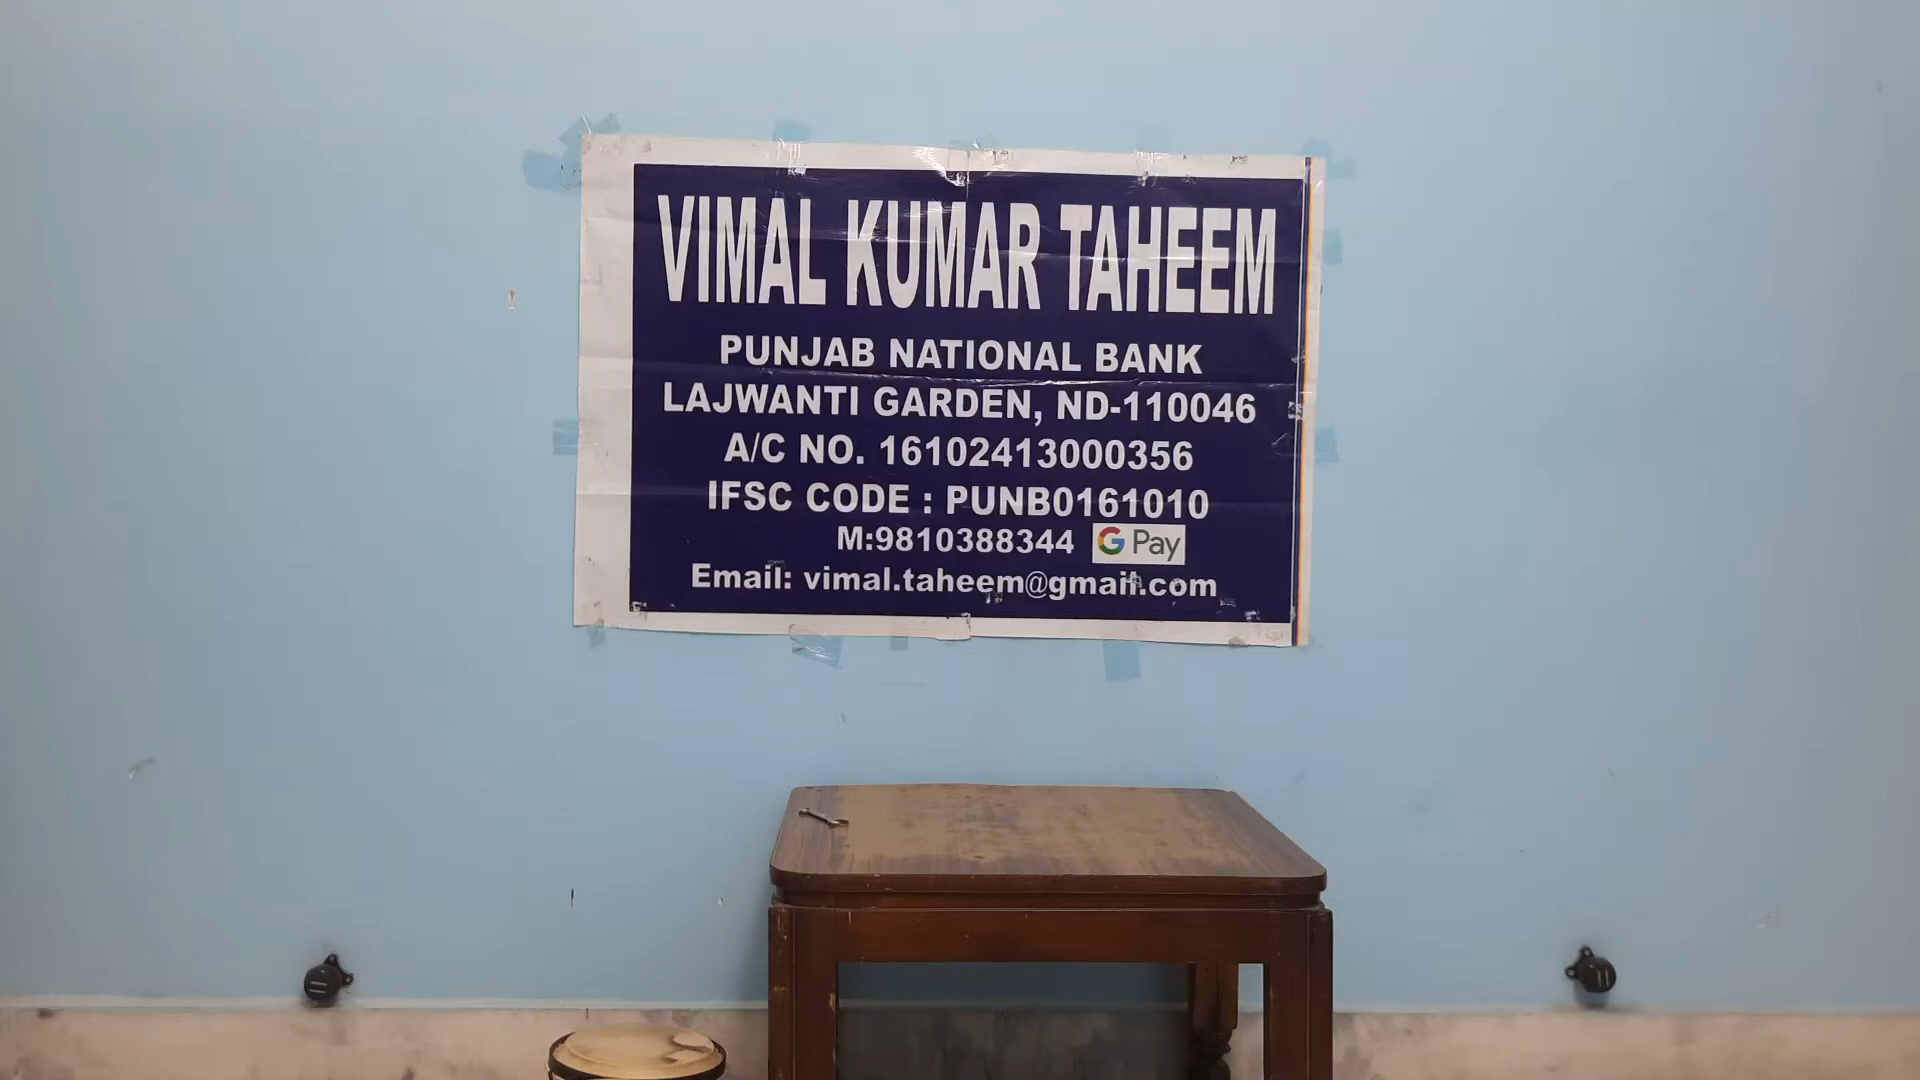 VIMAL KUMAR TAHEEM
PUNJAB NATIONAL BANK
LAJWANTI GARDEN, ND-110046
A/C NO. 16102413000356
IFSC CODE : PUNB0161010
M:9810388344 G Pay
Email: vimal.taheem@gmail.com